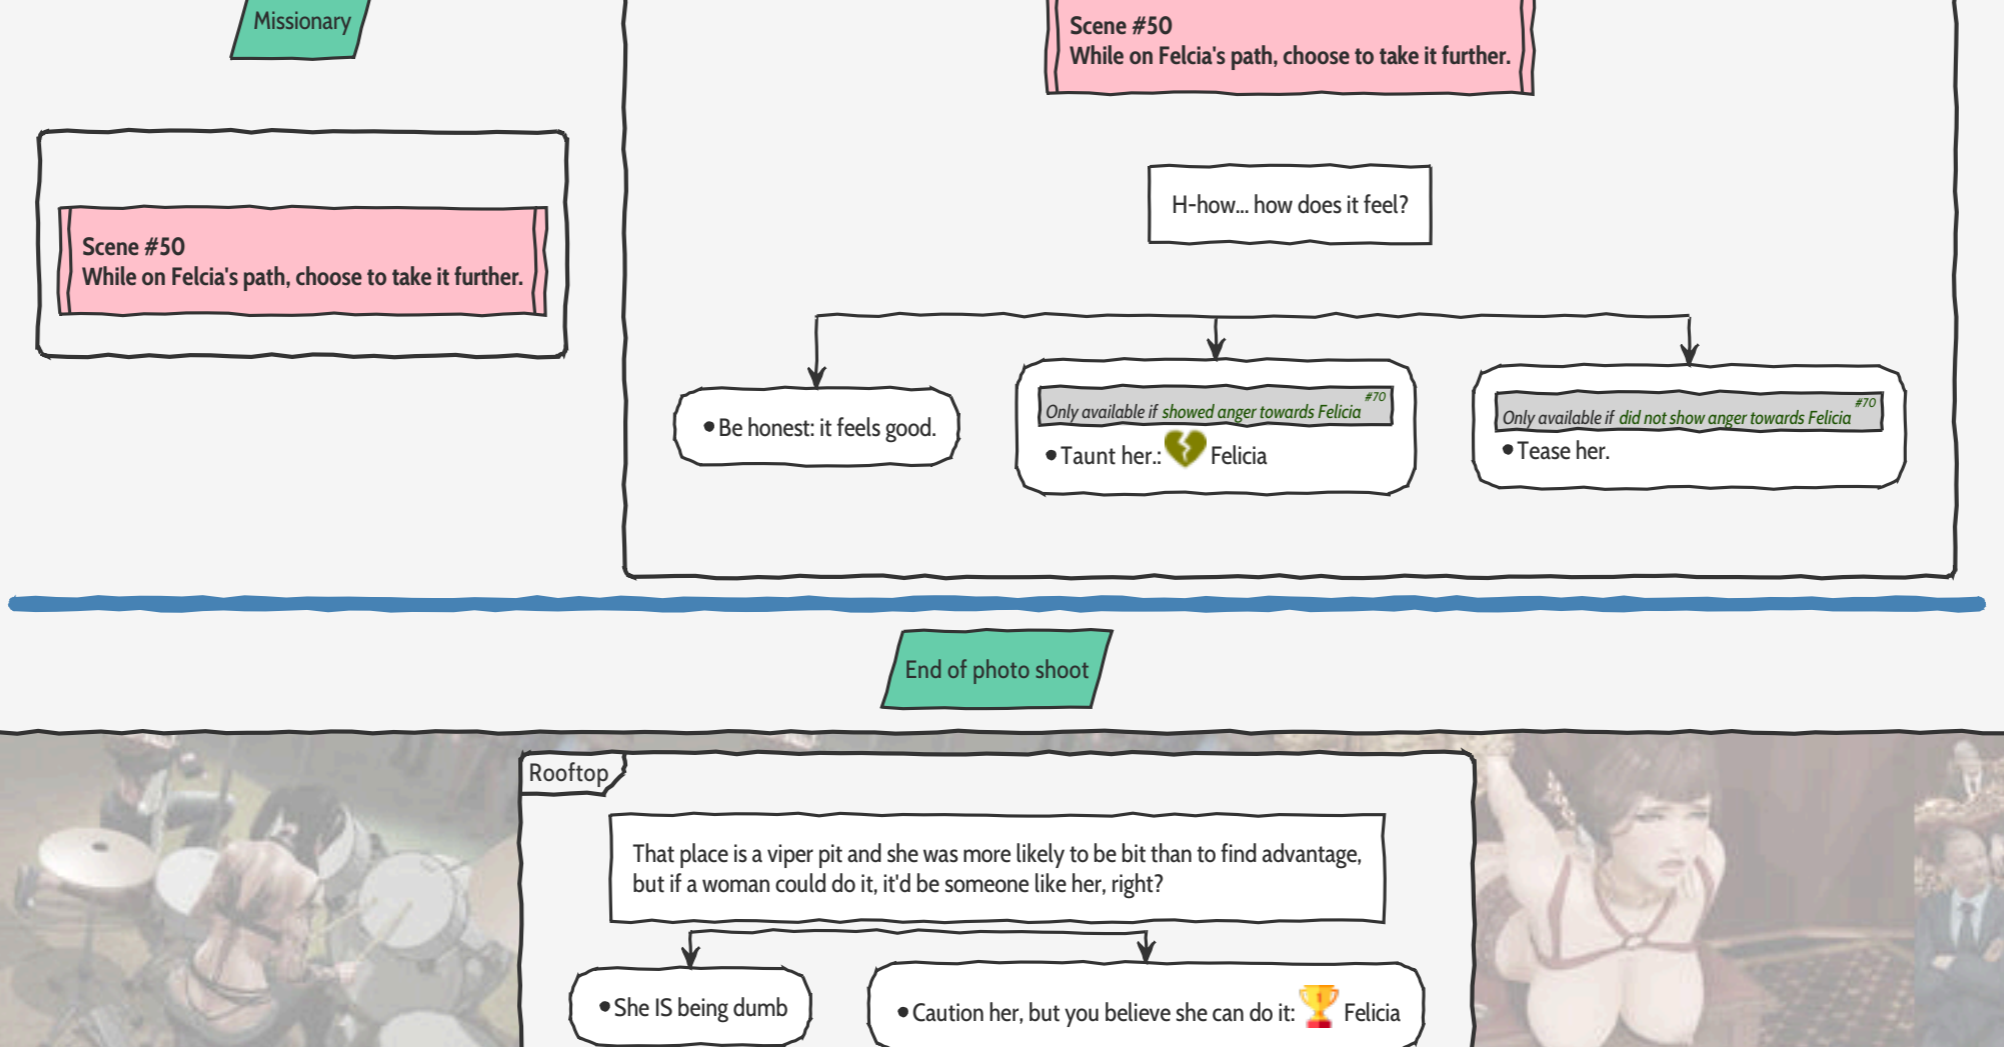 Missionary
Scene #50
While on Felcia's path, choose to take it further.
Scene #50
While on Felcia's path, choose to take it further.
H-how... how does it feel?
• Be honest: it feels good.
Only available if showed anger towards Felicia #70
• Taunt her.: Felicia
Only available if did not show anger towards Felicia #70
• Tease her.
End of photo shoot
Rooftop
That place is a viper pit and she was more likely to be bit than to find advantage,
but if a woman could do it, it'd be someone like her, right?
• She IS being dumb
• Caution her, but you believe she can do it: Felicia